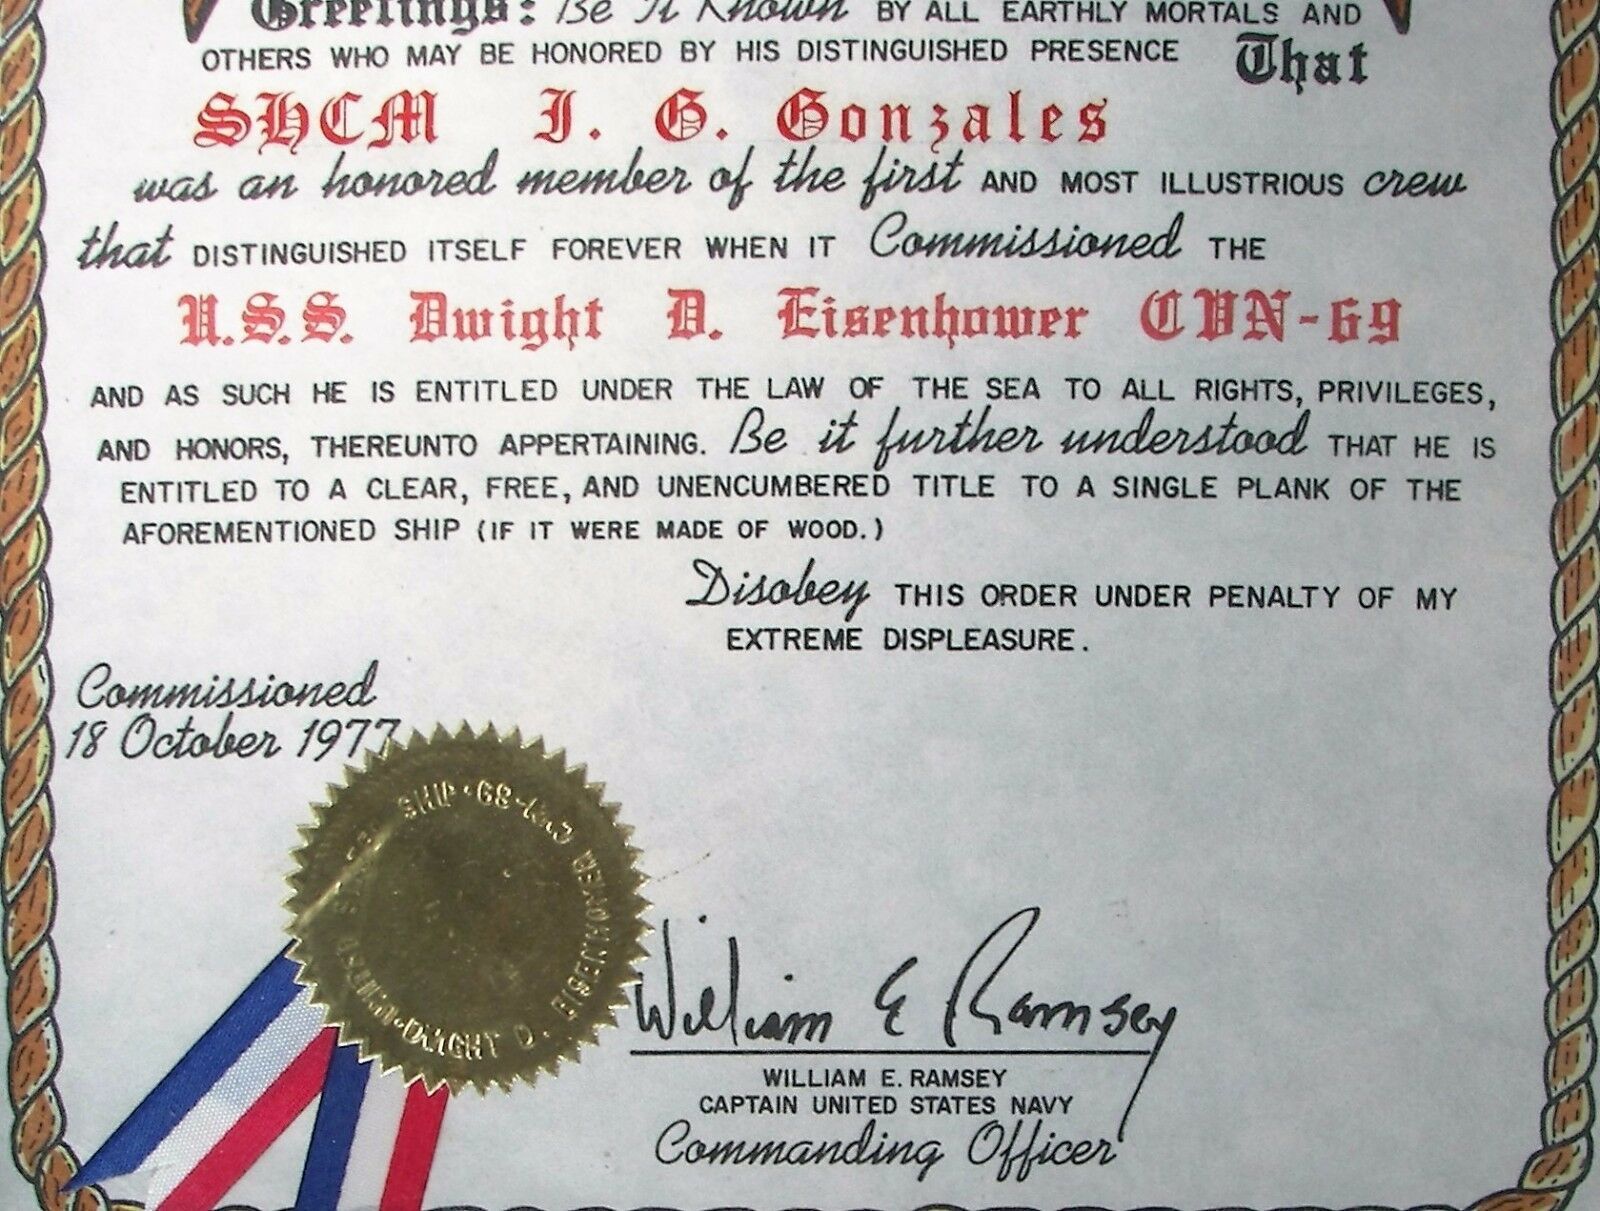 Greetings: Be It Known BY ALL EARTHLY MORTALS AND
OTHERS WHO MAY BE HONORED BY HIS DISTINGUISHED PRESENCE That
SHCM J. G. Gonzales
was an honored member of the first AND MOST ILLUSTRIOUS crew
that DISTINGUISHED ITSELF FOREVER WHEN IT Commissioned THE
U.S.S. Dwight D. Eisenhower CVN-69
AND AS SUCH HE IS ENTITLED UNDER THE LAW OF THE SEA TO ALL RIGHTS, PRIVILEGES,
AND HONORS, THEREUNTO APPERTAINING. Be it further understood THAT HE IS
ENTITLED TO A CLEAR, FREE, AND UNENCUMBERED TITLE TO A SINGLE PLANK OF THE
AFOREMENTIONED SHIP (IF IT WERE MADE OF WOOD.)
Disobey THIS ORDER UNDER PENALTY OF MY
EXTREME DISPLEASURE.
Commissioned
18 October 1977
SHIP
DWIGHT D. EISENHOWER
William E Ramsey
WILLIAM E. RAMSEY
CAPTAIN UNITED STATES NAVY
Commanding Officer